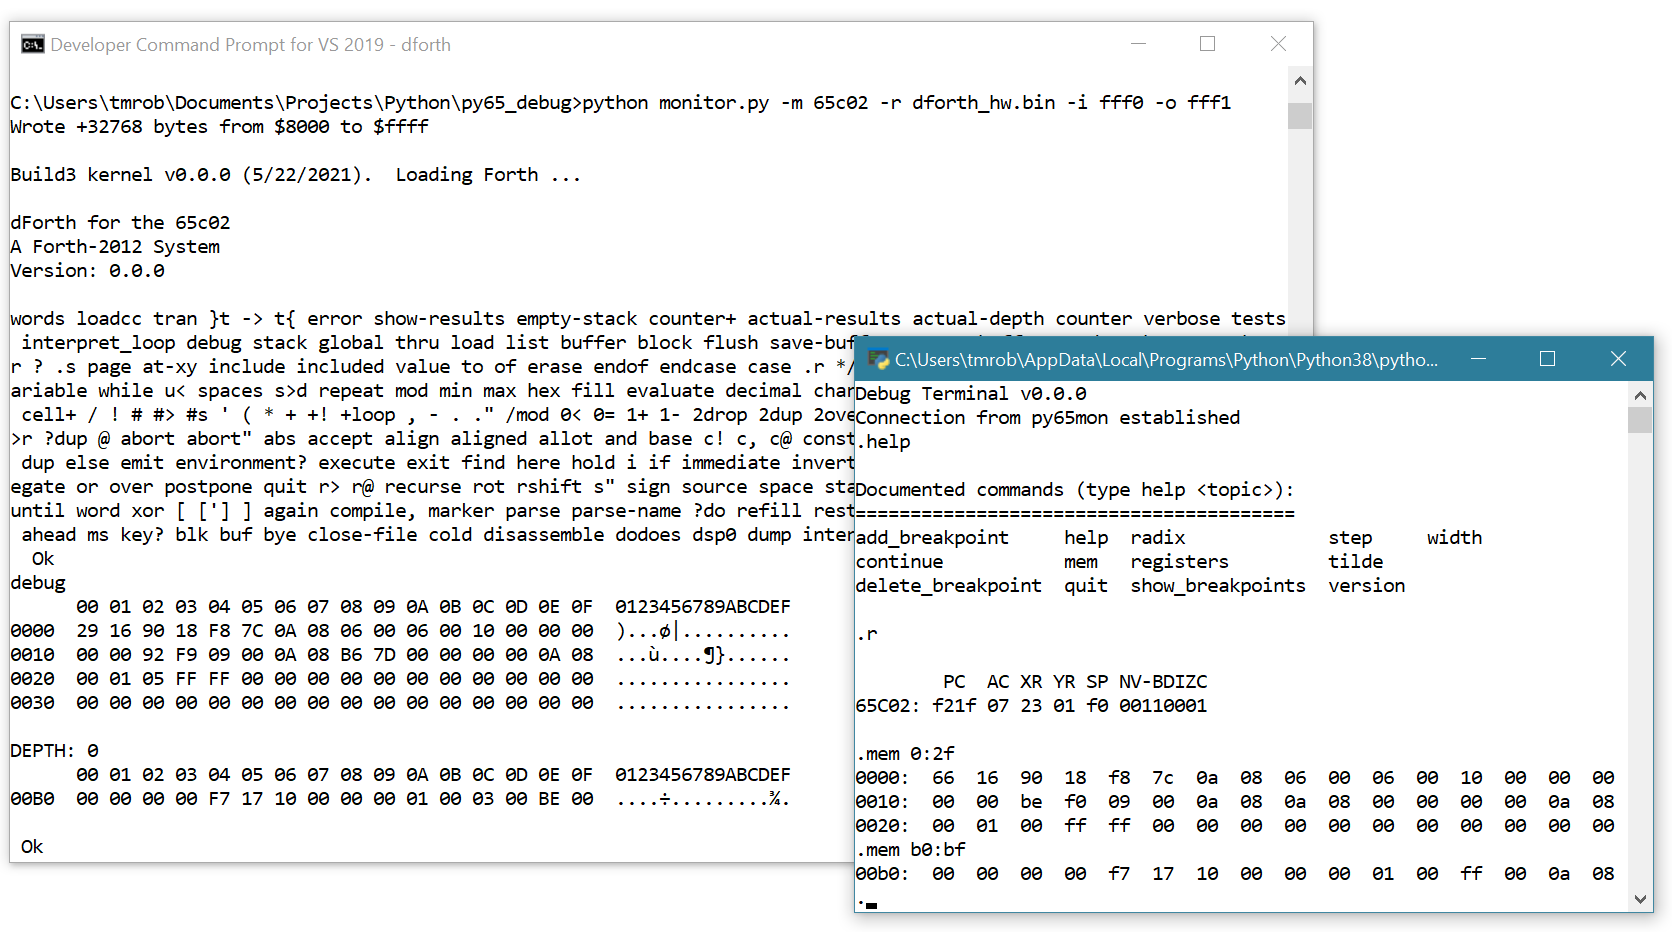 Developer Command Prompt for VS 2019 - dforth
C:\Users\tmrob\Documents\Projects\Python\py65_debug>python monitor.py -m 65c02 -r dforth_hw.bin -i fff0 -o fff1
Wrote +32768 bytes from $8000 to $ffff
Build3 kernel v0.0.0 (5/22/2021).  Loading Forth ...
dForth for the 65c02
A Forth-2012 System
Version: 0.0.0
words loadcc tran }t -> t{ error show-results empty-stack counter+ actual-results actual-depth counter verbose tests
 interpret_loop debug stack global thru load list buffer block flush save-buf
r ? .s page at-xy include included value to of erase endof endcase case .r */
ariable while u< spaces s>d repeat mod min max hex fill evaluate decimal char
 cell+ / ! # #> #s ' ( * + +! +loop , - . ." /mod 0< 0= 1+ 1- 2drop 2dup 2ove
>r ?dup @ abort abort" abs accept align aligned allot and base c! c, c@ const
 dup else emit environment? execute exit find here hold i if immediate invert
egate or over postpone quit r> r@ recurse rot rshift s" sign source space sta
until word xor [ ['] ] again compile, marker parse parse-name ?do refill rest
 ahead ms key? blk buf bye close-file cold disassemble dodoes dsp0 dump inter
  Ok
debug
      00 01 02 03 04 05 06 07 08 09 0A 0B 0C 0D 0E 0F  0123456789ABCDEF
0000  29 16 90 18 F8 7C 0A 08 06 00 06 00 10 00 00 00  )...ø|..........
0010  00 00 92 F9 09 00 0A 08 B6 7D 00 00 00 00 0A 08  ...ù....¶}......
0020  00 01 05 FF FF 00 00 00 00 00 00 00 00 00 00 00  ................
0030  00 00 00 00 00 00 00 00 00 00 00 00 00 00 00 00  ................
DEPTH: 0
      00 01 02 03 04 05 06 07 08 09 0A 0B 0C 0D 0E 0F  0123456789ABCDEF
00B0  00 00 00 00 F7 17 10 00 00 00 01 00 03 00 BE 00  ....÷.........¾.
 Ok
C:\Users\tmrob\AppData\Local\Programs\Python\Python38\pytho...
Debug Terminal v0.0.0
Connection from py65mon established
.help
Documented commands (type help <topic>):
========================================
add_breakpoint     help  radix             step     width
continue           mem   registers         tilde
delete_breakpoint  quit  show_breakpoints  version
.r
        PC  AC XR YR SP NV-BDIZC
65C02: f21f 07 23 01 f0 00110001
.mem 0:2f
0000:  66  16  90  18  f8  7c  0a  08  06  00  06  00  10  00  00  00
0010:  00  00  be  f0  09  00  0a  08  0a  08  00  00  00  00  0a  08
0020:  00  01  00  ff  ff  00  00  00  00  00  00  00  00  00  00  00
.mem b0:bf
00b0:  00  00  00  00  f7  17  10  00  00  00  01  00  ff  00  0a  08
.